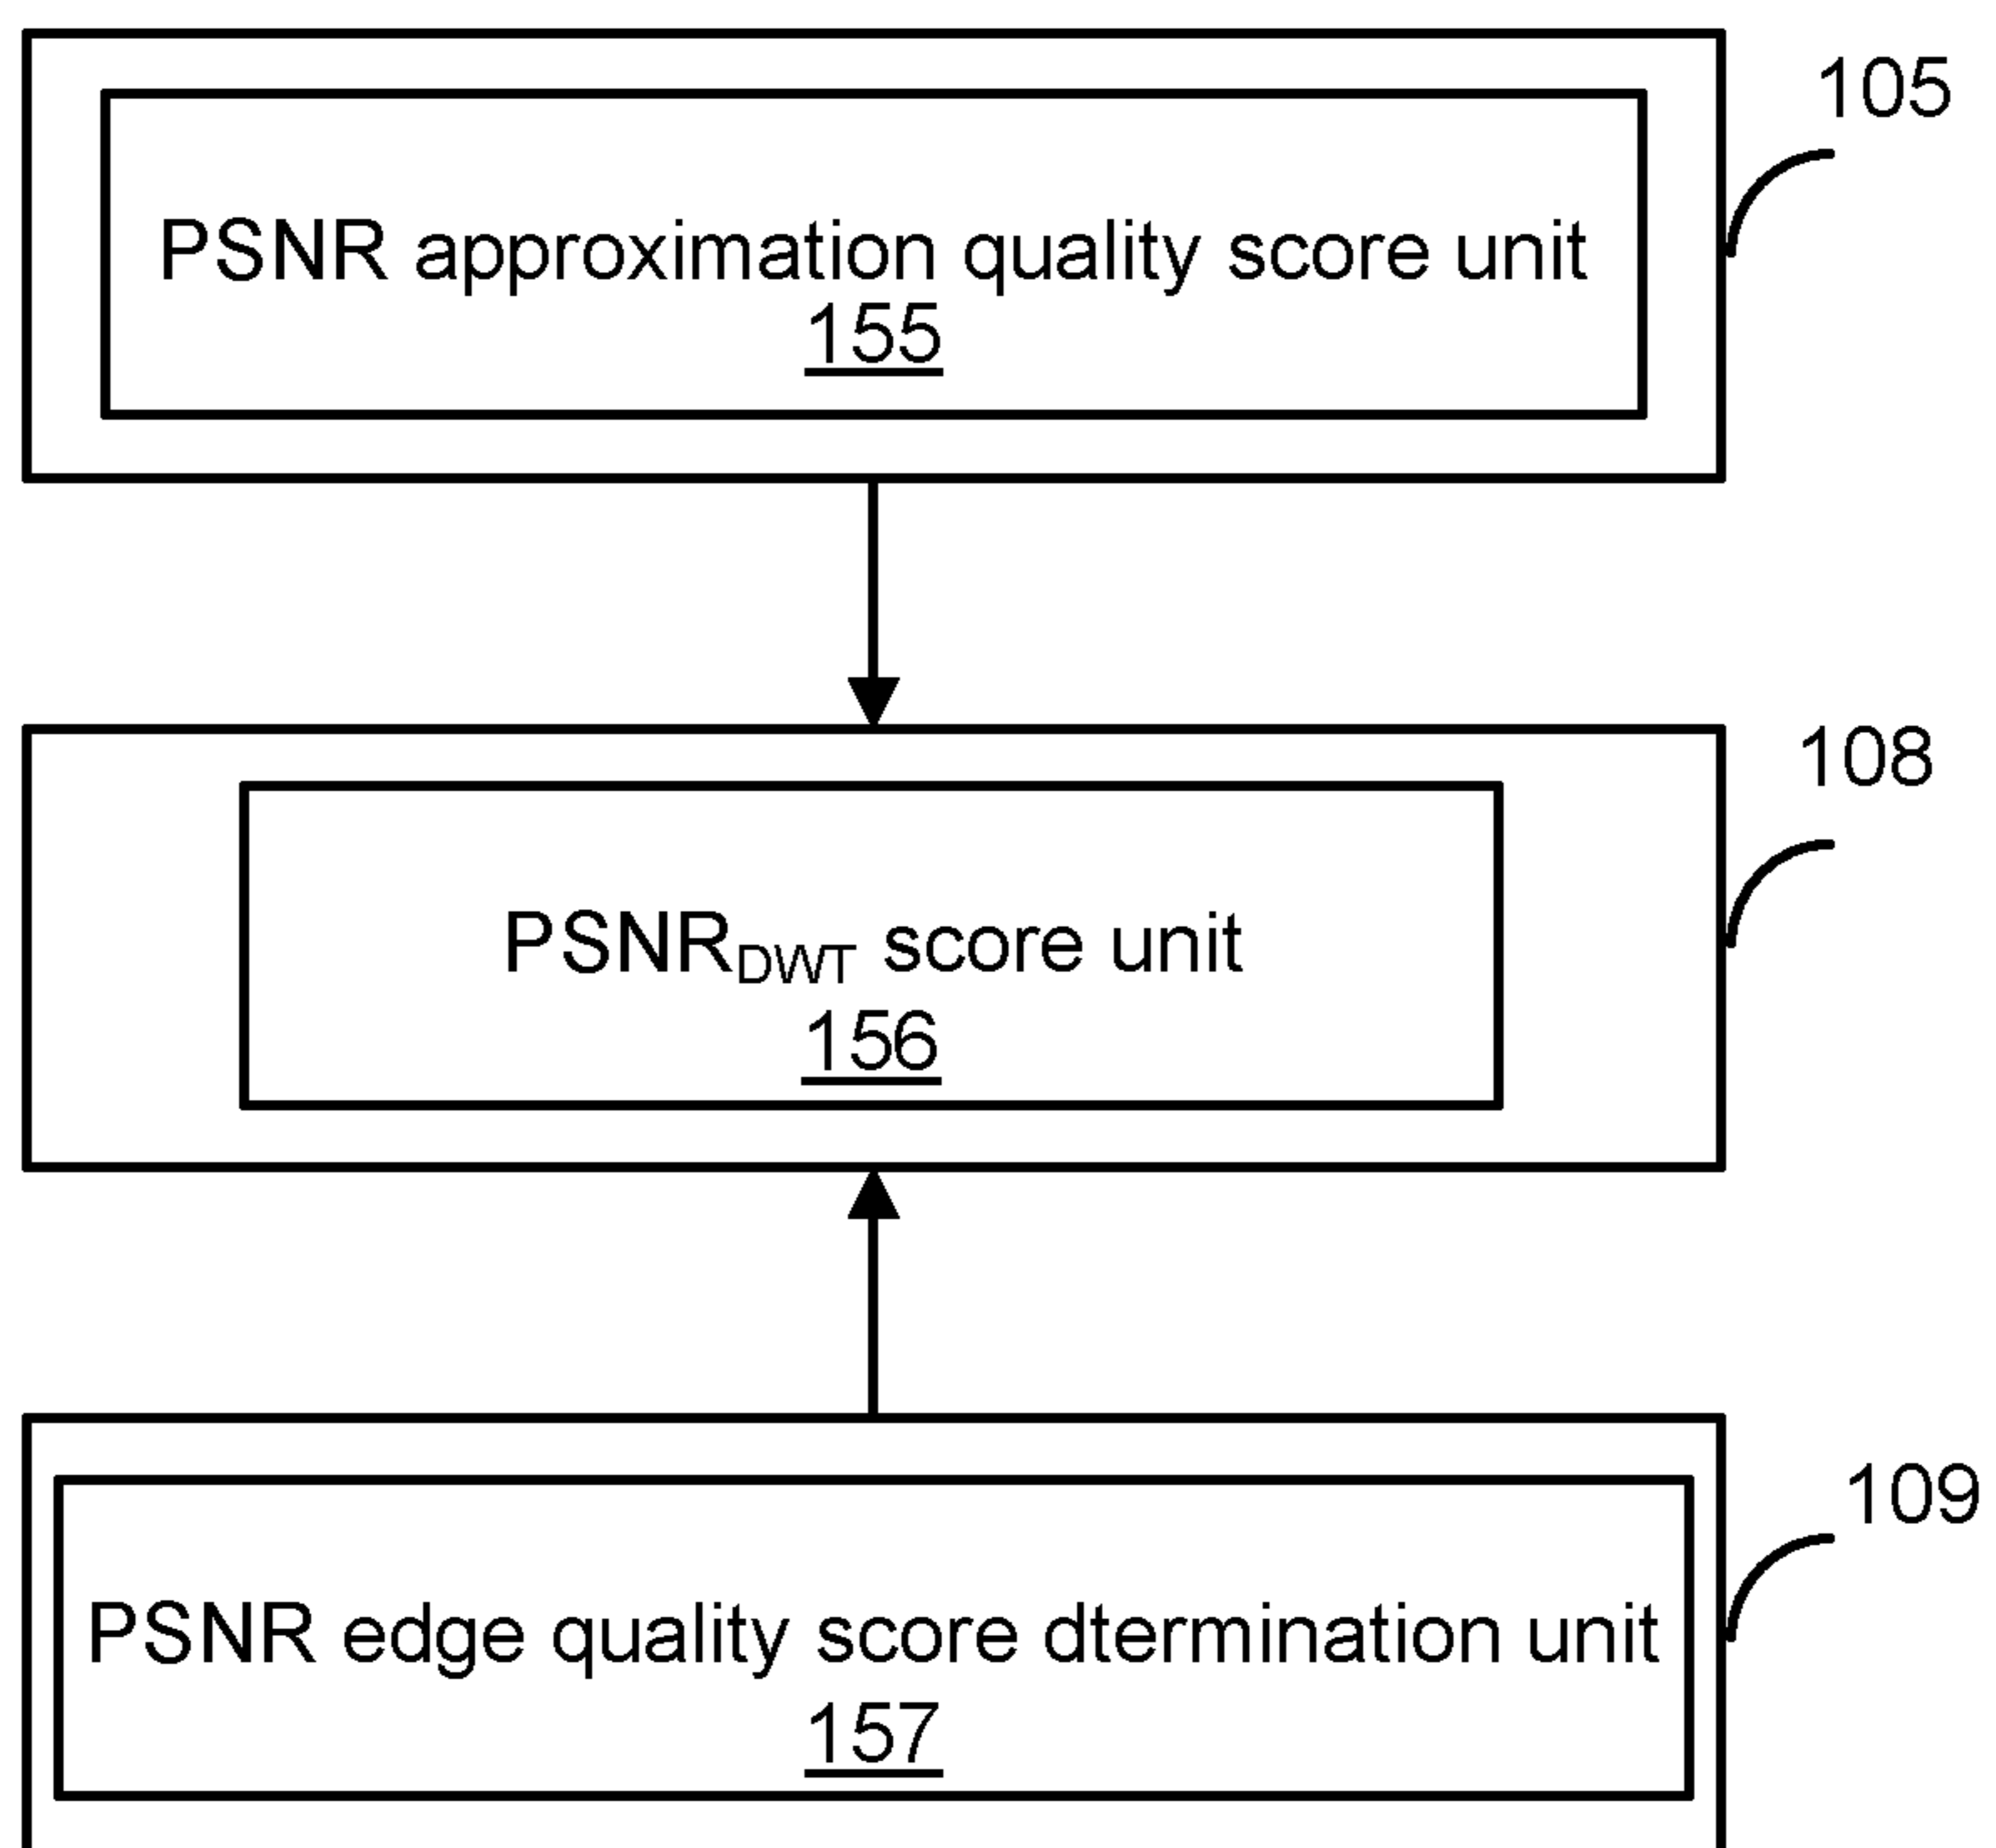 105
PSNR approximation quality score unit
155
108
PSNR_DWT score unit
156
109
PSNR edge quality score dtermination unit
157